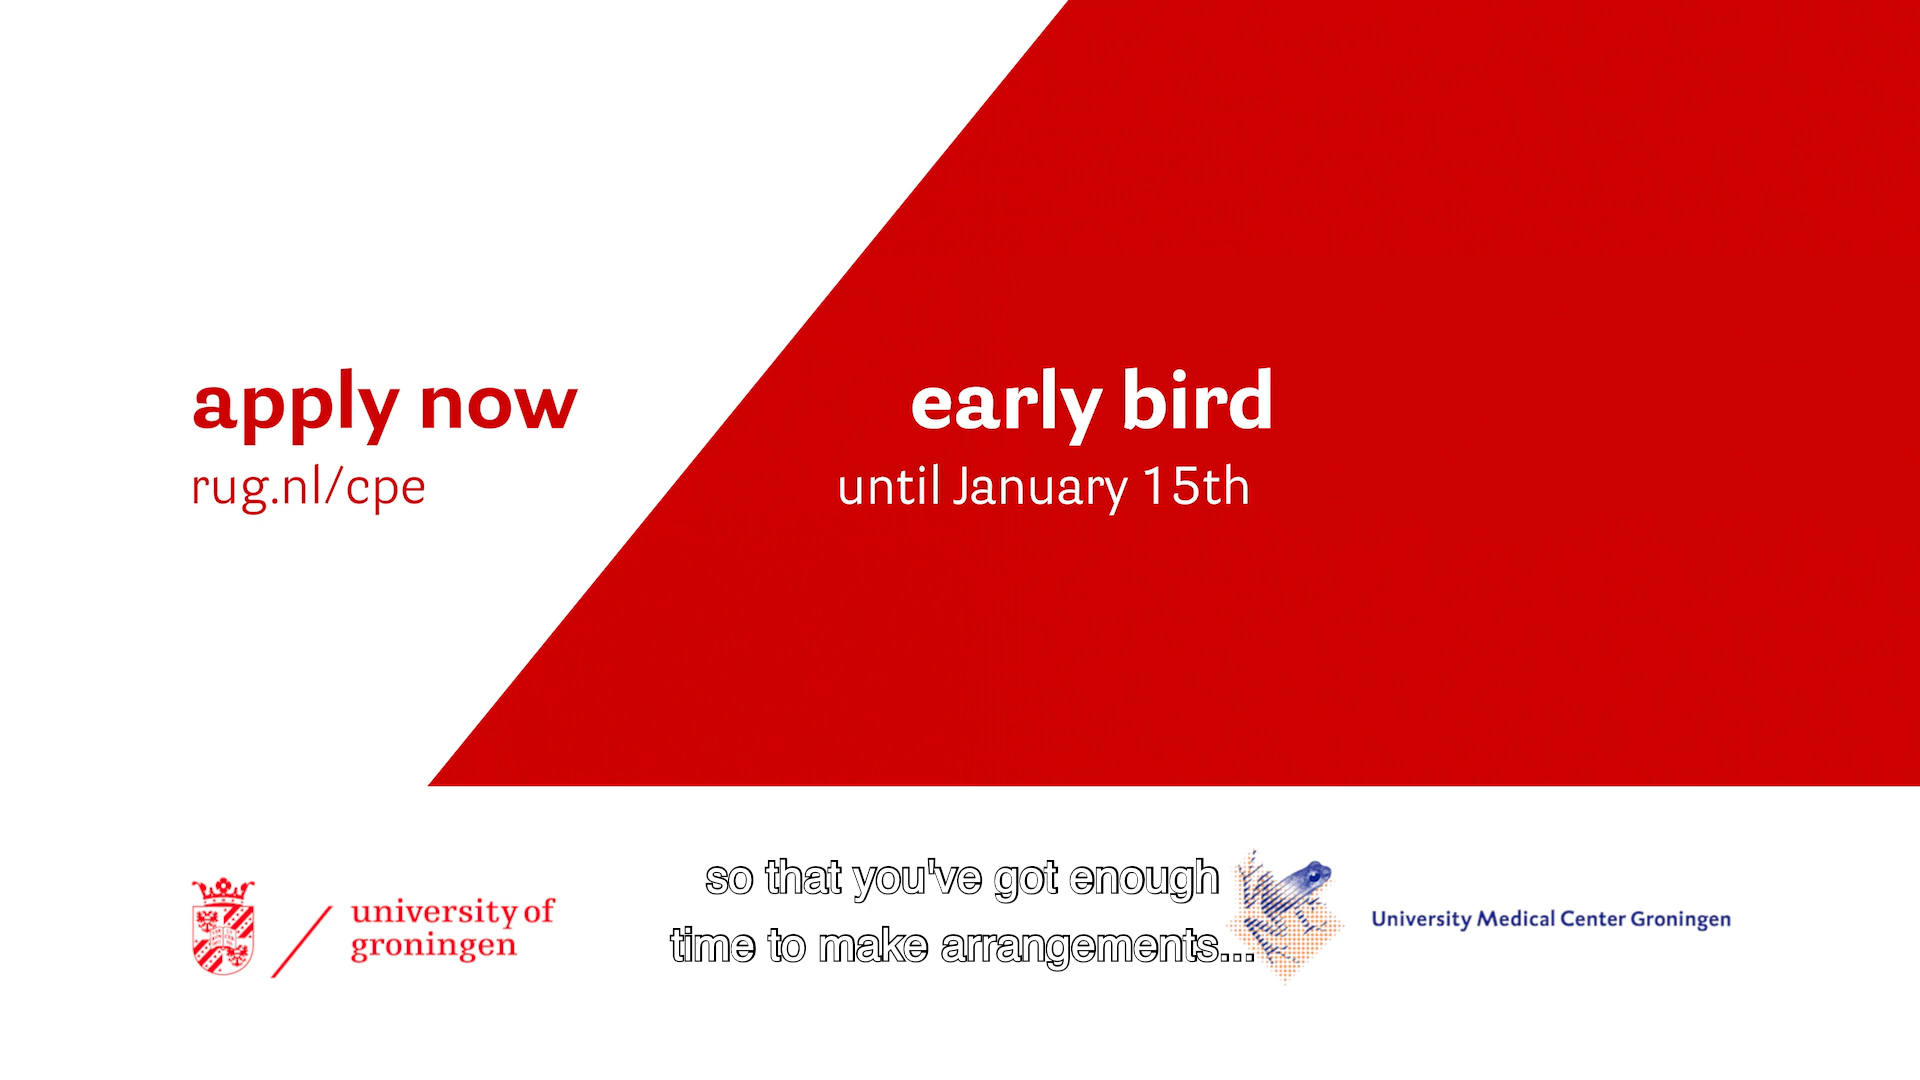 apply now
rug.nl/cpe
early bird
until January 15th
university of
groningen
so that you've got enough
time to make arrangements...
University Medical Center Groningen